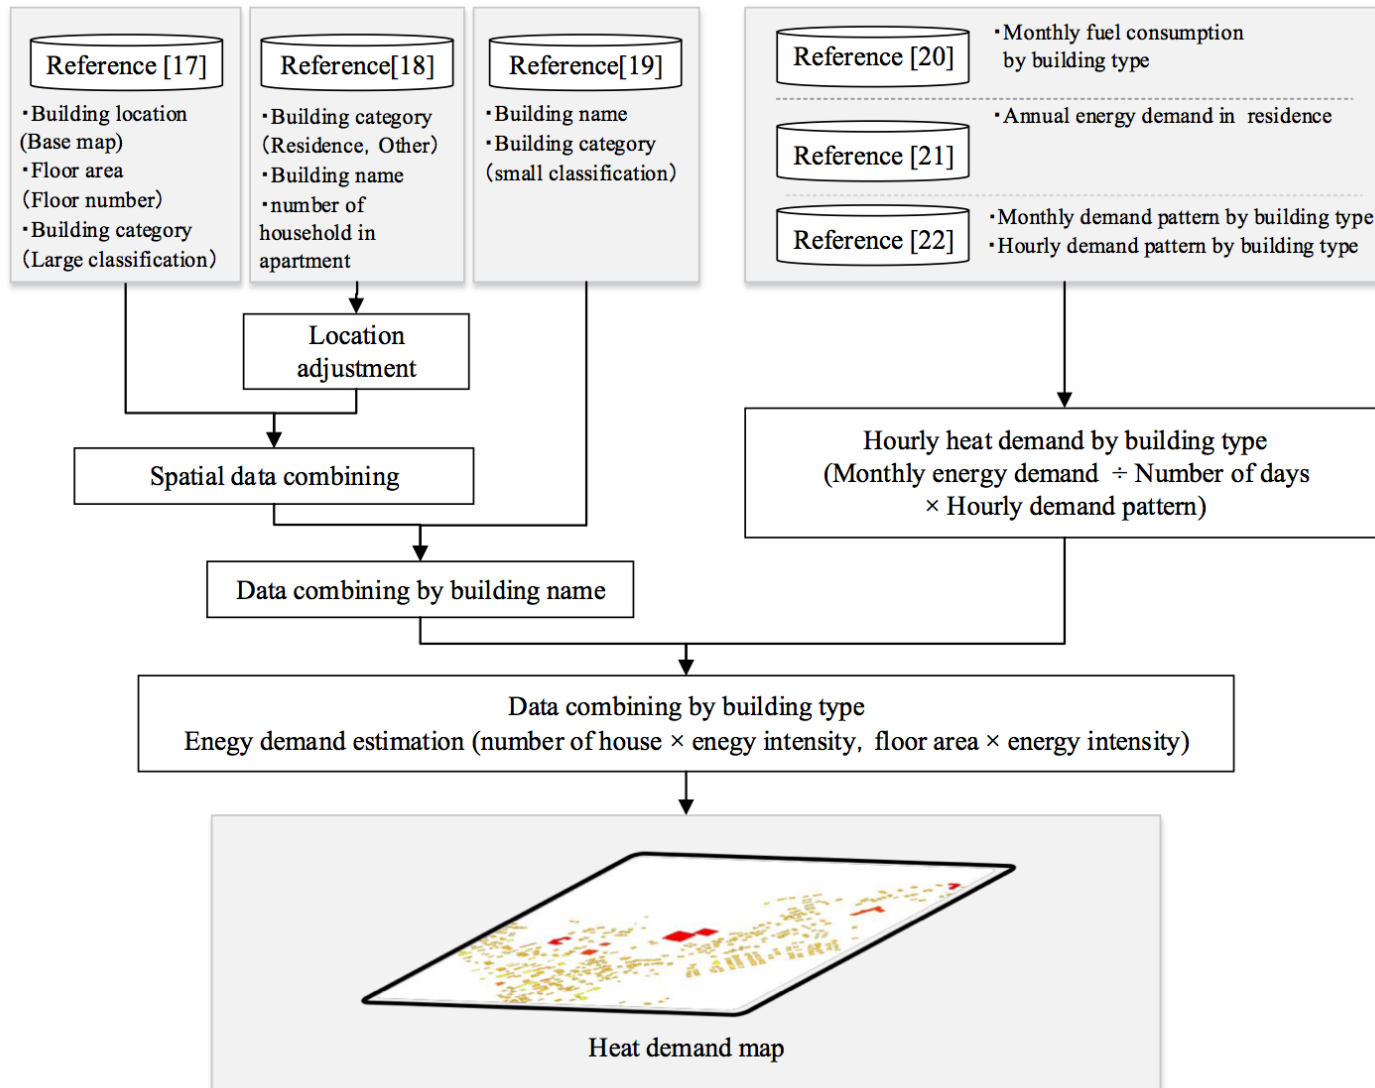 Reference [17]
・Building location
(Base map)
・Floor area
(Floor number)
・Building category
(Large classification)
Reference[18]
・Building category
(Residence, Other)
・Building name
・number of
household in
apartment
Reference[19]
・Building name
・Building category
(small classification)
Reference [20]
・Monthly fuel consumption
by building type
Reference [21]
・Annual energy demand in residence
Reference [22]
・Monthly demand pattern by building type
・Hourly demand pattern by building type
Location
adjustment
Spatial data combining
Data combining by building name
Hourly heat demand by building type
(Monthly energy demand ÷ Number of days
× Hourly demand pattern)
Data combining by building type
Enegy demand estimation (number of house × enegy intensity, floor area × energy intensity)
Heat demand map